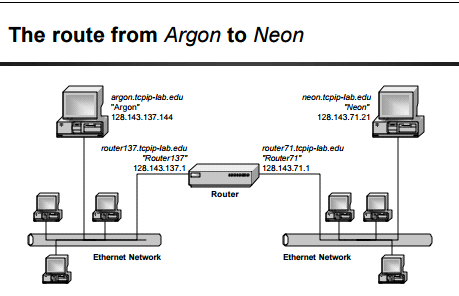 The route from Argon to Neon
argon.tcpip-lab.edu
"Argon"
128.143.137.144
neon.tcpip-lab.edu
"Neon"
128.143.71.21
router137.tcpip-lab.edu
"Router137"
128.143.137.1
router71.tcpip-lab.edu
"Router71"
128.143.71.1
Router
Ethernet Network
Ethernet Network